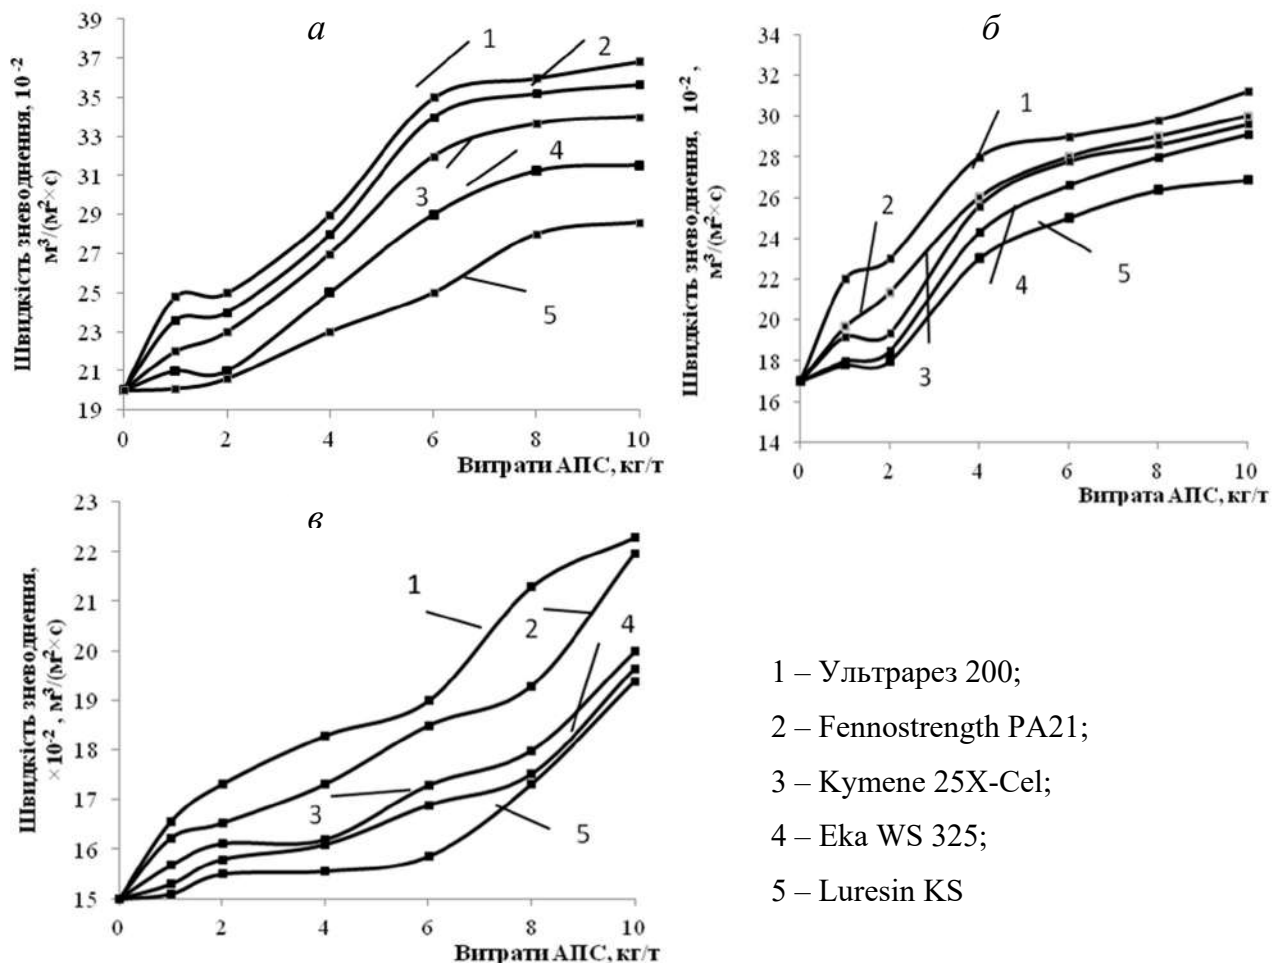 а
Швидкість зневоднення, 10⁻²
м³/(м²×с)
39
37
35
33
31
29
27
25
23
21
19
0 2 4 6 8 10
Витрати АПС, кг/т
1
2
3
4
5
б
Швидкість зневоднення, 10⁻² ,
м³/(м²×с)
34
32
30
28
26
24
22
20
18
16
14
0 2 4 6 8 10
Витрата АПС, кг/т
1
2
3
4
5
в
Швидкість зневоднення,
×10⁻² , м³/(м²×с)
23
22
21
20
19
18
17
16
15
0 2 4 6 8 10
Витрати АПС, кг/т
1
2
3
4
5
1 – Ультрарез 200;
2 – Fennostrength PA21;
3 – Kymene 25X-Cel;
4 – Eka WS 325;
5 – Luresin KS